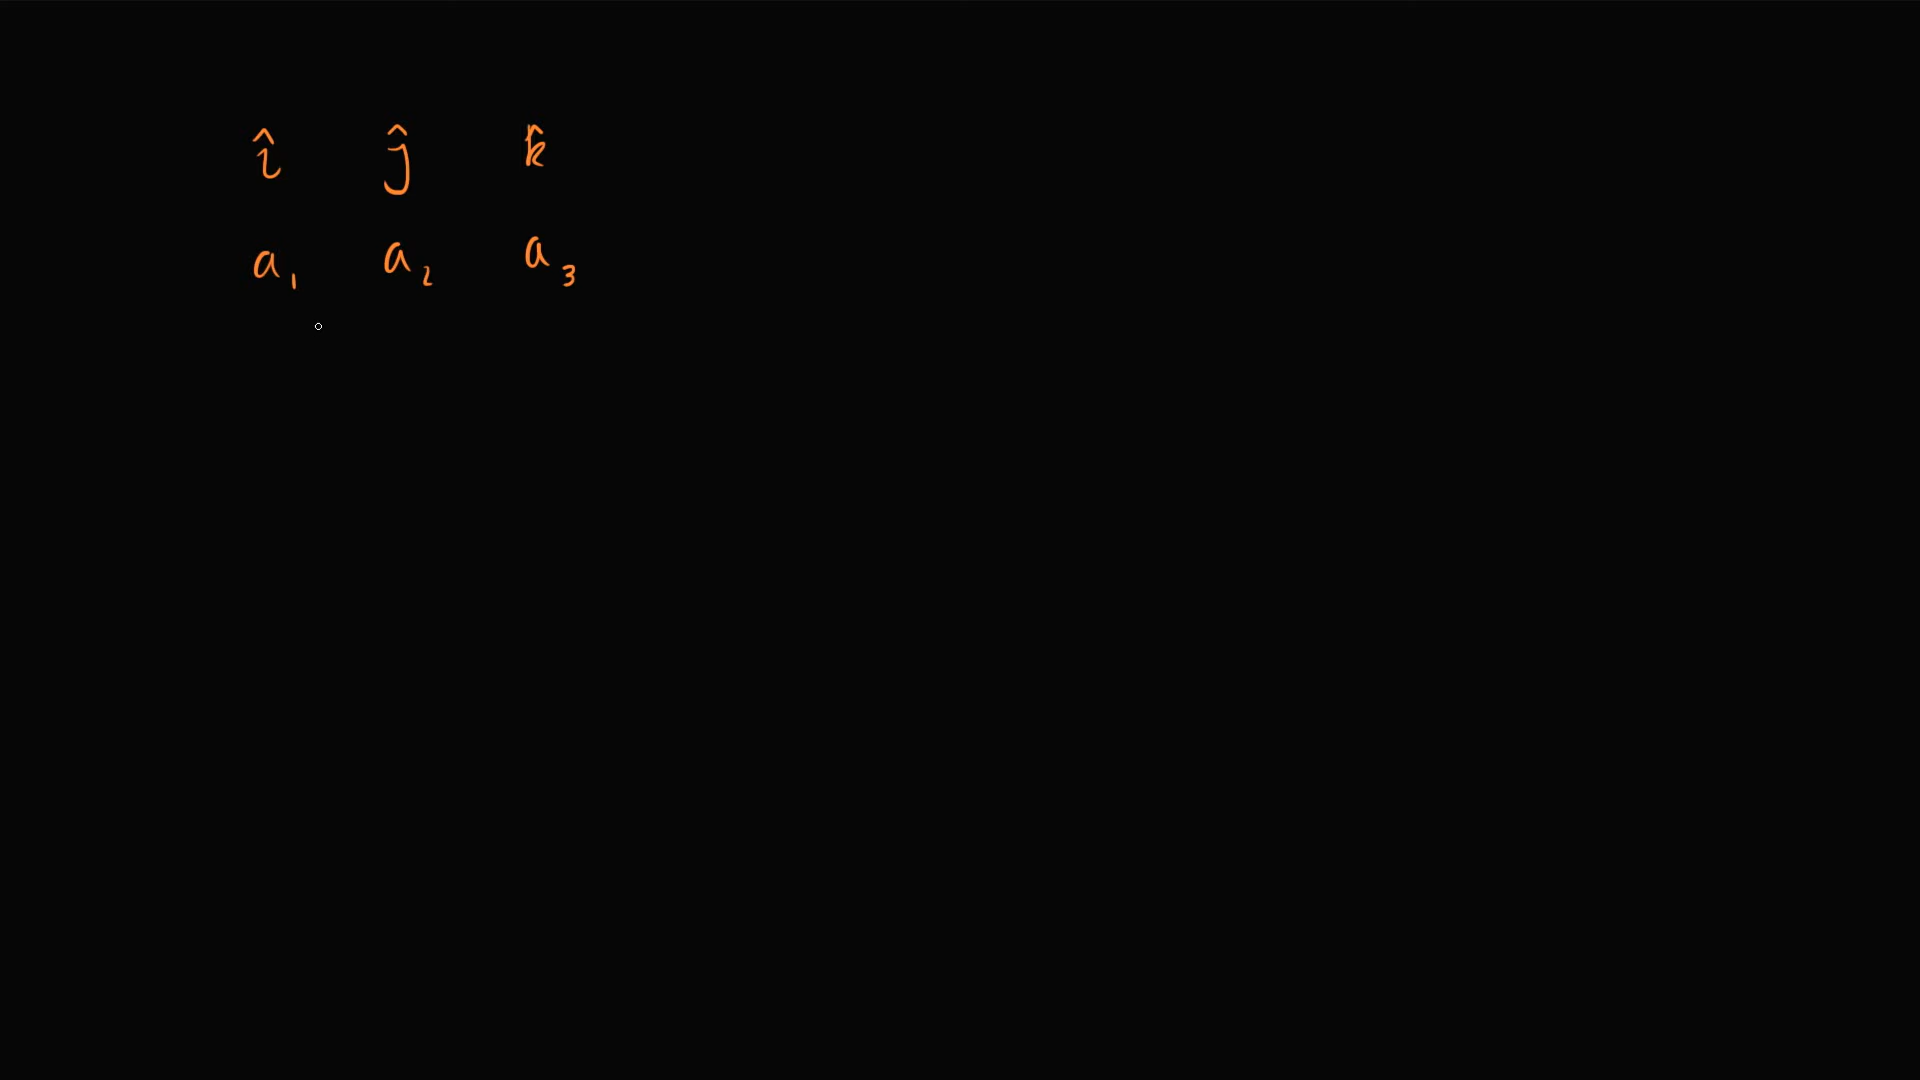 î ĵ k̂
a₁ a₂ a₃